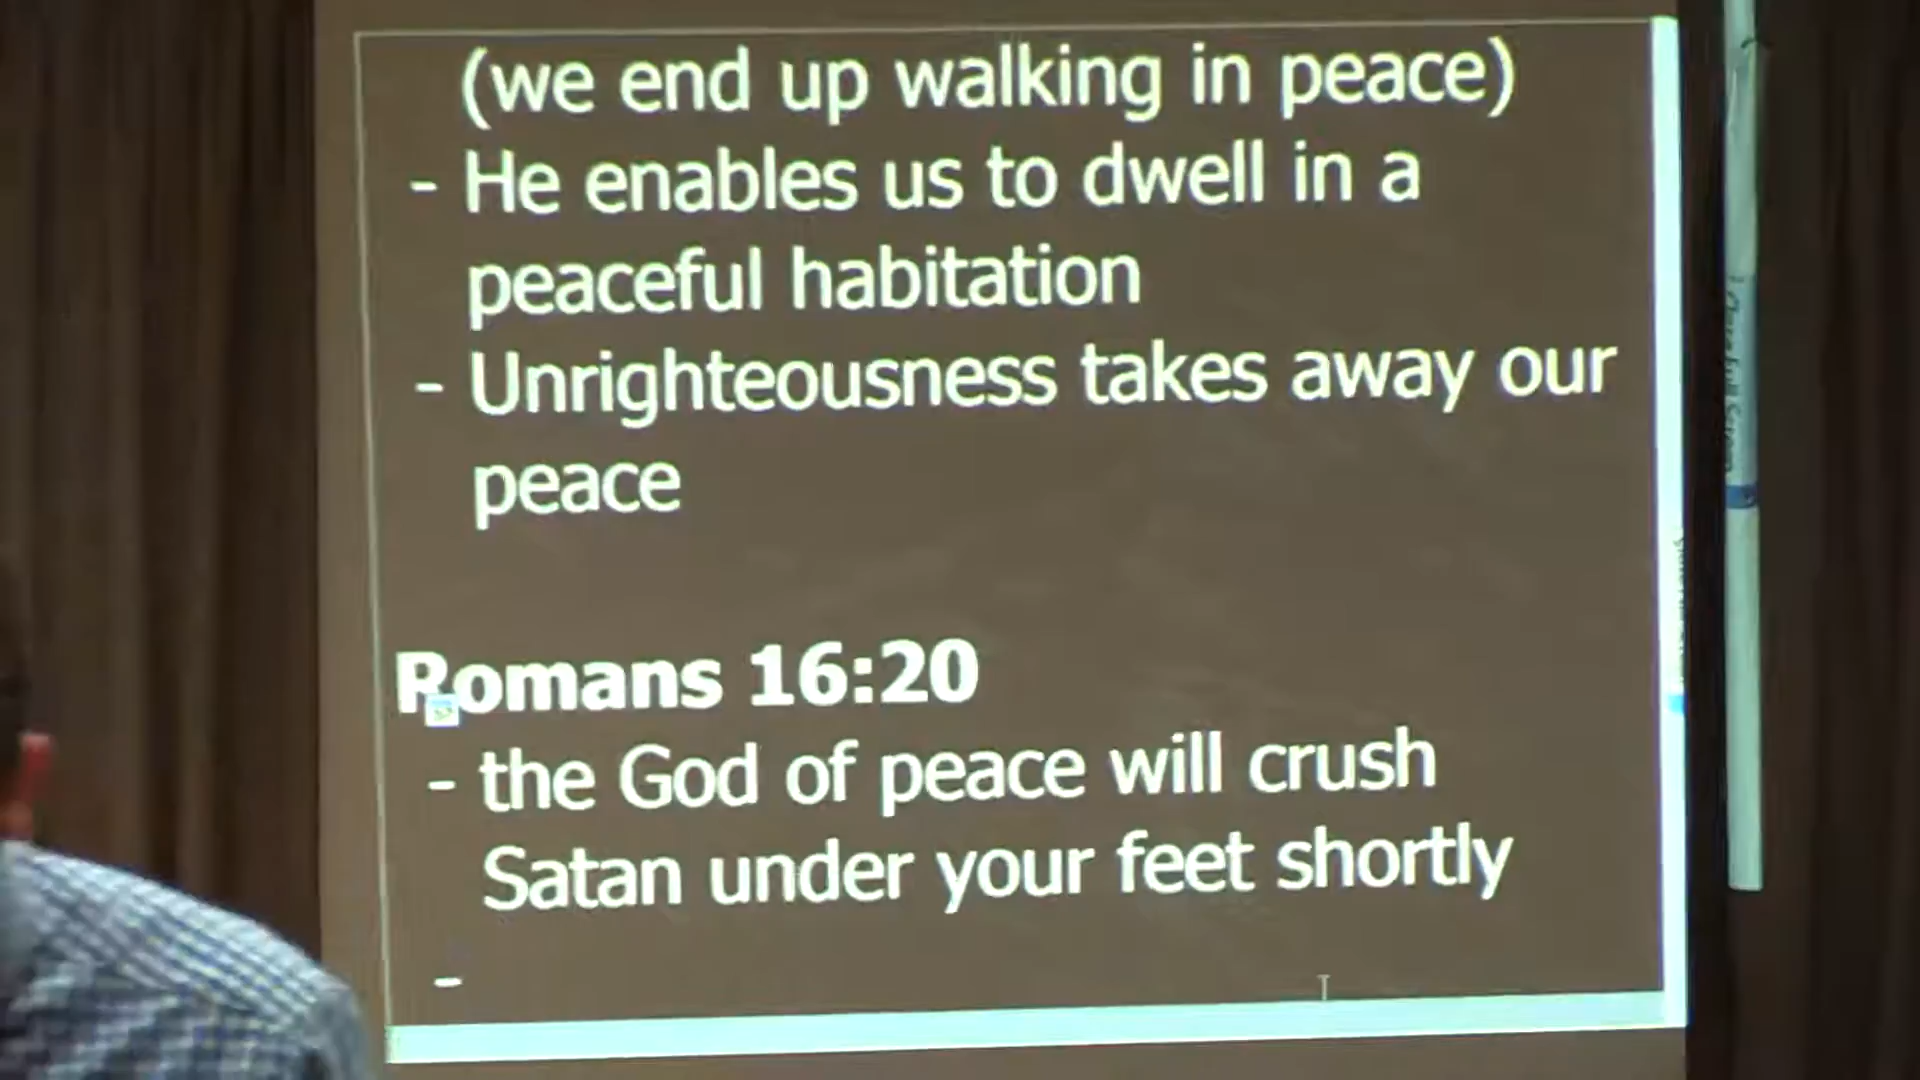 (we end up walking in peace)
- He enables us to dwell in a
peaceful habitation
- Unrighteousness takes away our
peace
Romans 16:20
- the God of peace will crush
Satan under your feet shortly
-